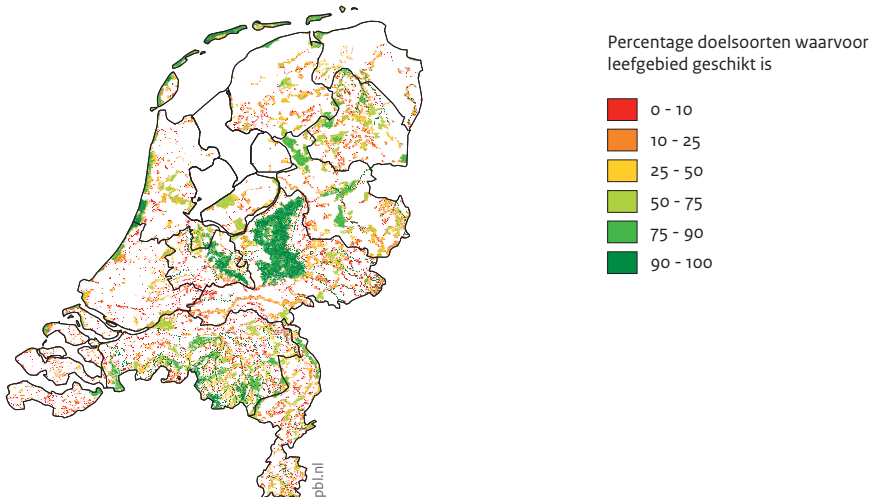 Percentage doelsoorten waarvoor
leefgebied geschikt is
0 - 10
10 - 25
25 - 50
50 - 75
75 - 90
90 - 100
pbl.nl